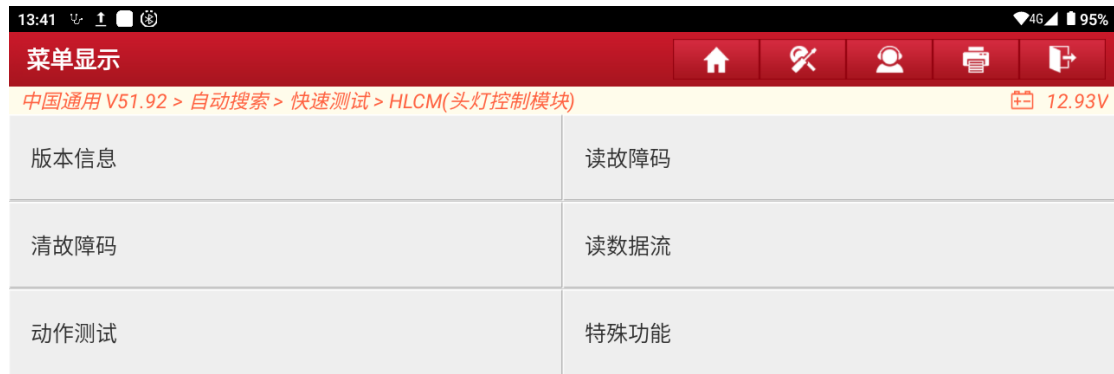 13:41 4G 95%
菜单显示
中国通用 V51.92 > 自动搜索 > 快速测试 > HLCM(头灯控制模块) 12.93V
版本信息 读故障码
清故障码 读数据流
动作测试 特殊功能